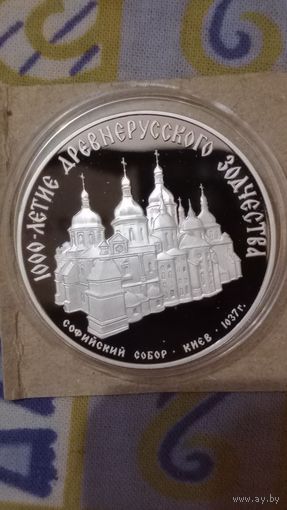 1000-ЛЕТИЕ ДРЕВНЕРУССКОГО ЗОДЧЕСТВА
СОФИЙСКИЙ СОБОР · КИЕВ · 1037г.
www.ay.by